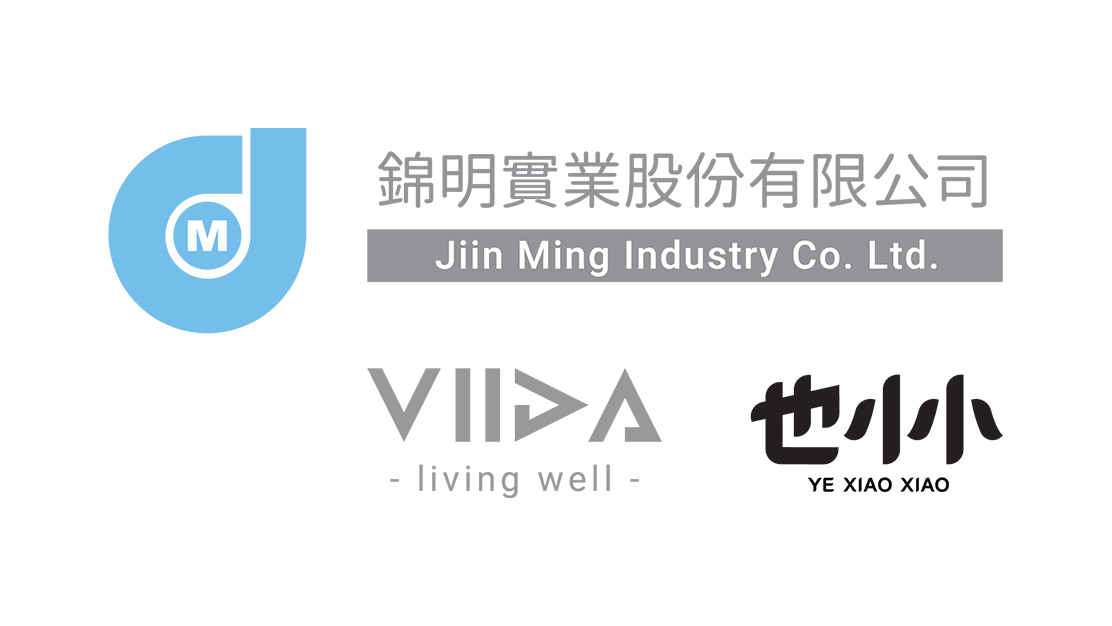 M
錦明實業股份有限公司
Jiin Ming Industry Co. Ltd.
VIIDA
- living well -
也小小
YE XIAO XIAO